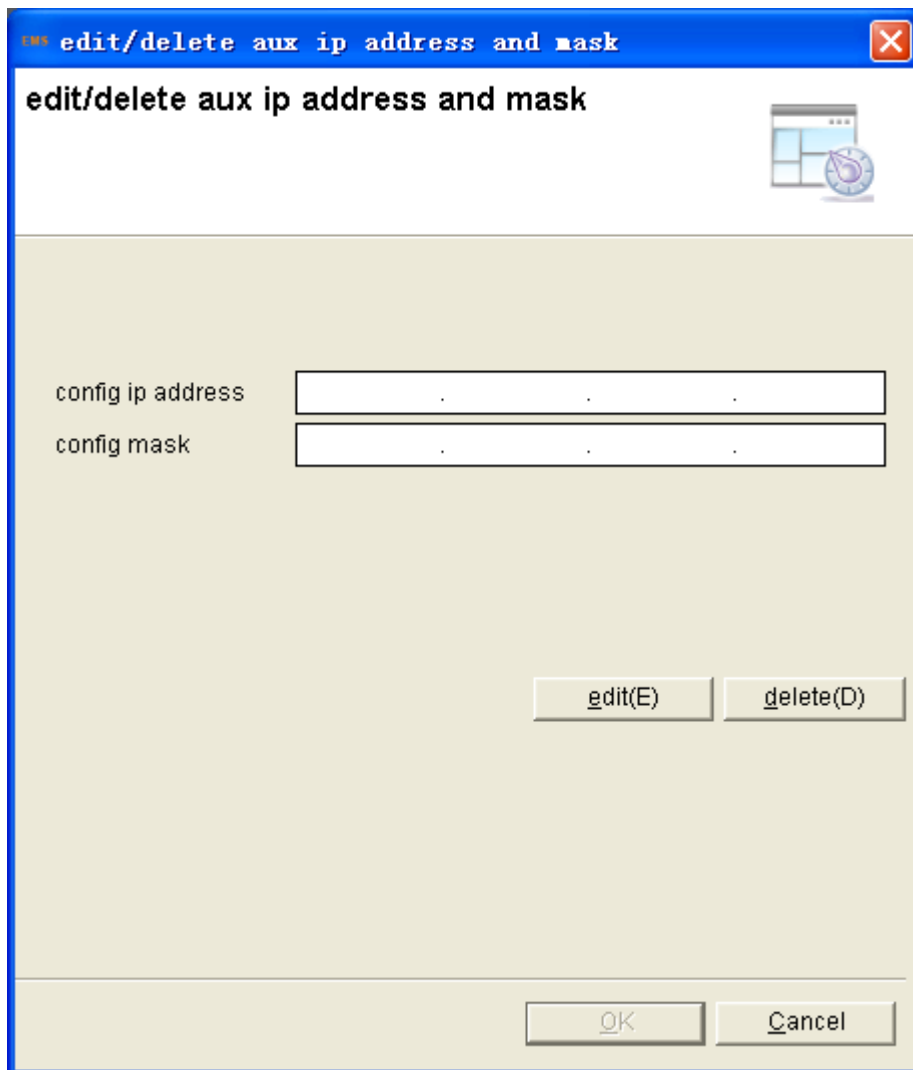 EMS edit/delete aux ip address and mask
edit/delete aux ip address and mask
config ip address . . .
config mask . . .
edit(E) delete(D)
OK Cancel